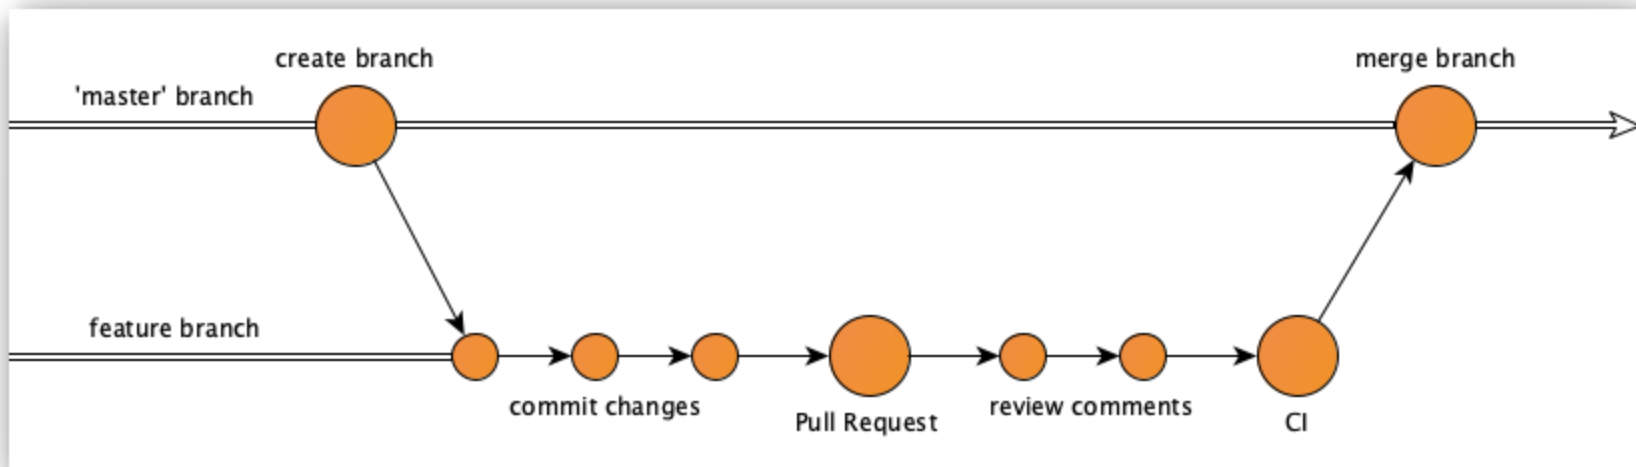 create branch
merge branch
'master' branch
feature branch
commit changes
Pull Request
review comments
CI